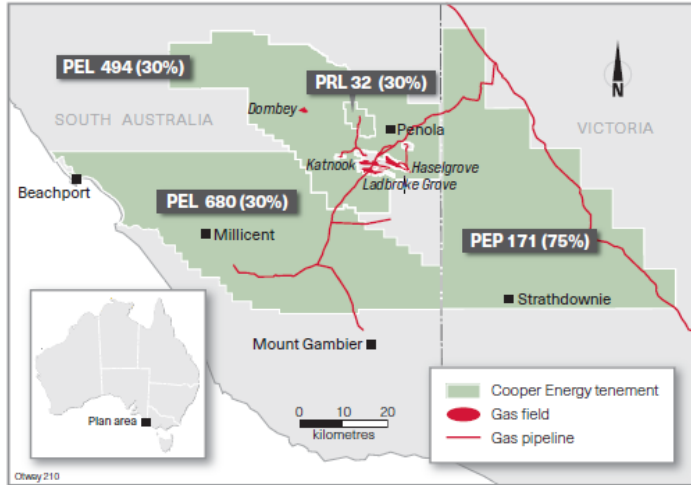 PEL 494 (30%)
PRL 32 (30%)
N
Dombey
SOUTH AUSTRALIA
VICTORIA
Penola
Katnook
Haselgrove
Ladbroke Grove
Beachport
PEL 680 (30%)
Millicent
PEP 171 (75%)
Strathdownie
Mount Gambier
Plan area
0 10 20
kilometres
Cooper Energy tenement
Gas field
Gas pipeline
Otway 210